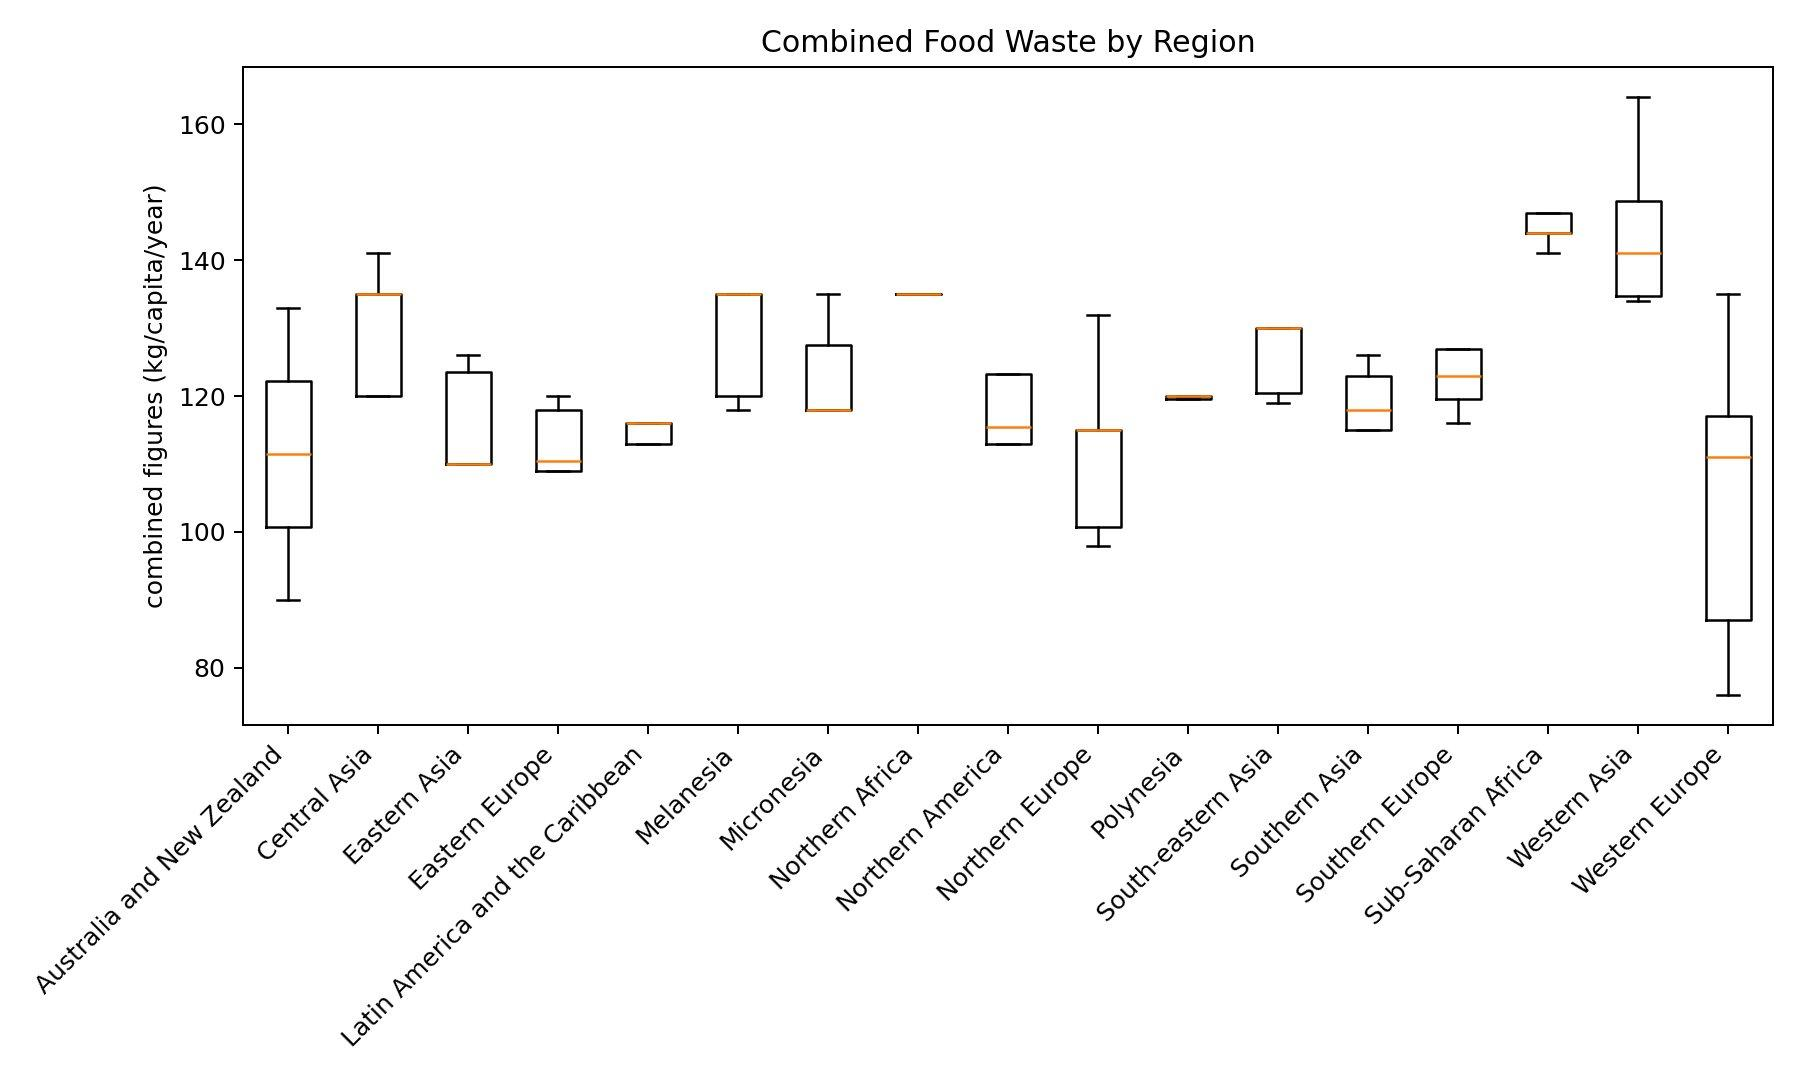 Combined Food Waste by Region
combined figures (kg/capita/year)
160
140
120
100
80
Australia and New Zealand
Central Asia
Eastern Asia
Eastern Europe
Latin America and the Caribbean
Melanesia
Micronesia
Northern Africa
Northern America
Northern Europe
Polynesia
South-eastern Asia
Southern Asia
Southern Europe
Sub-Saharan Africa
Western Asia
Western Europe